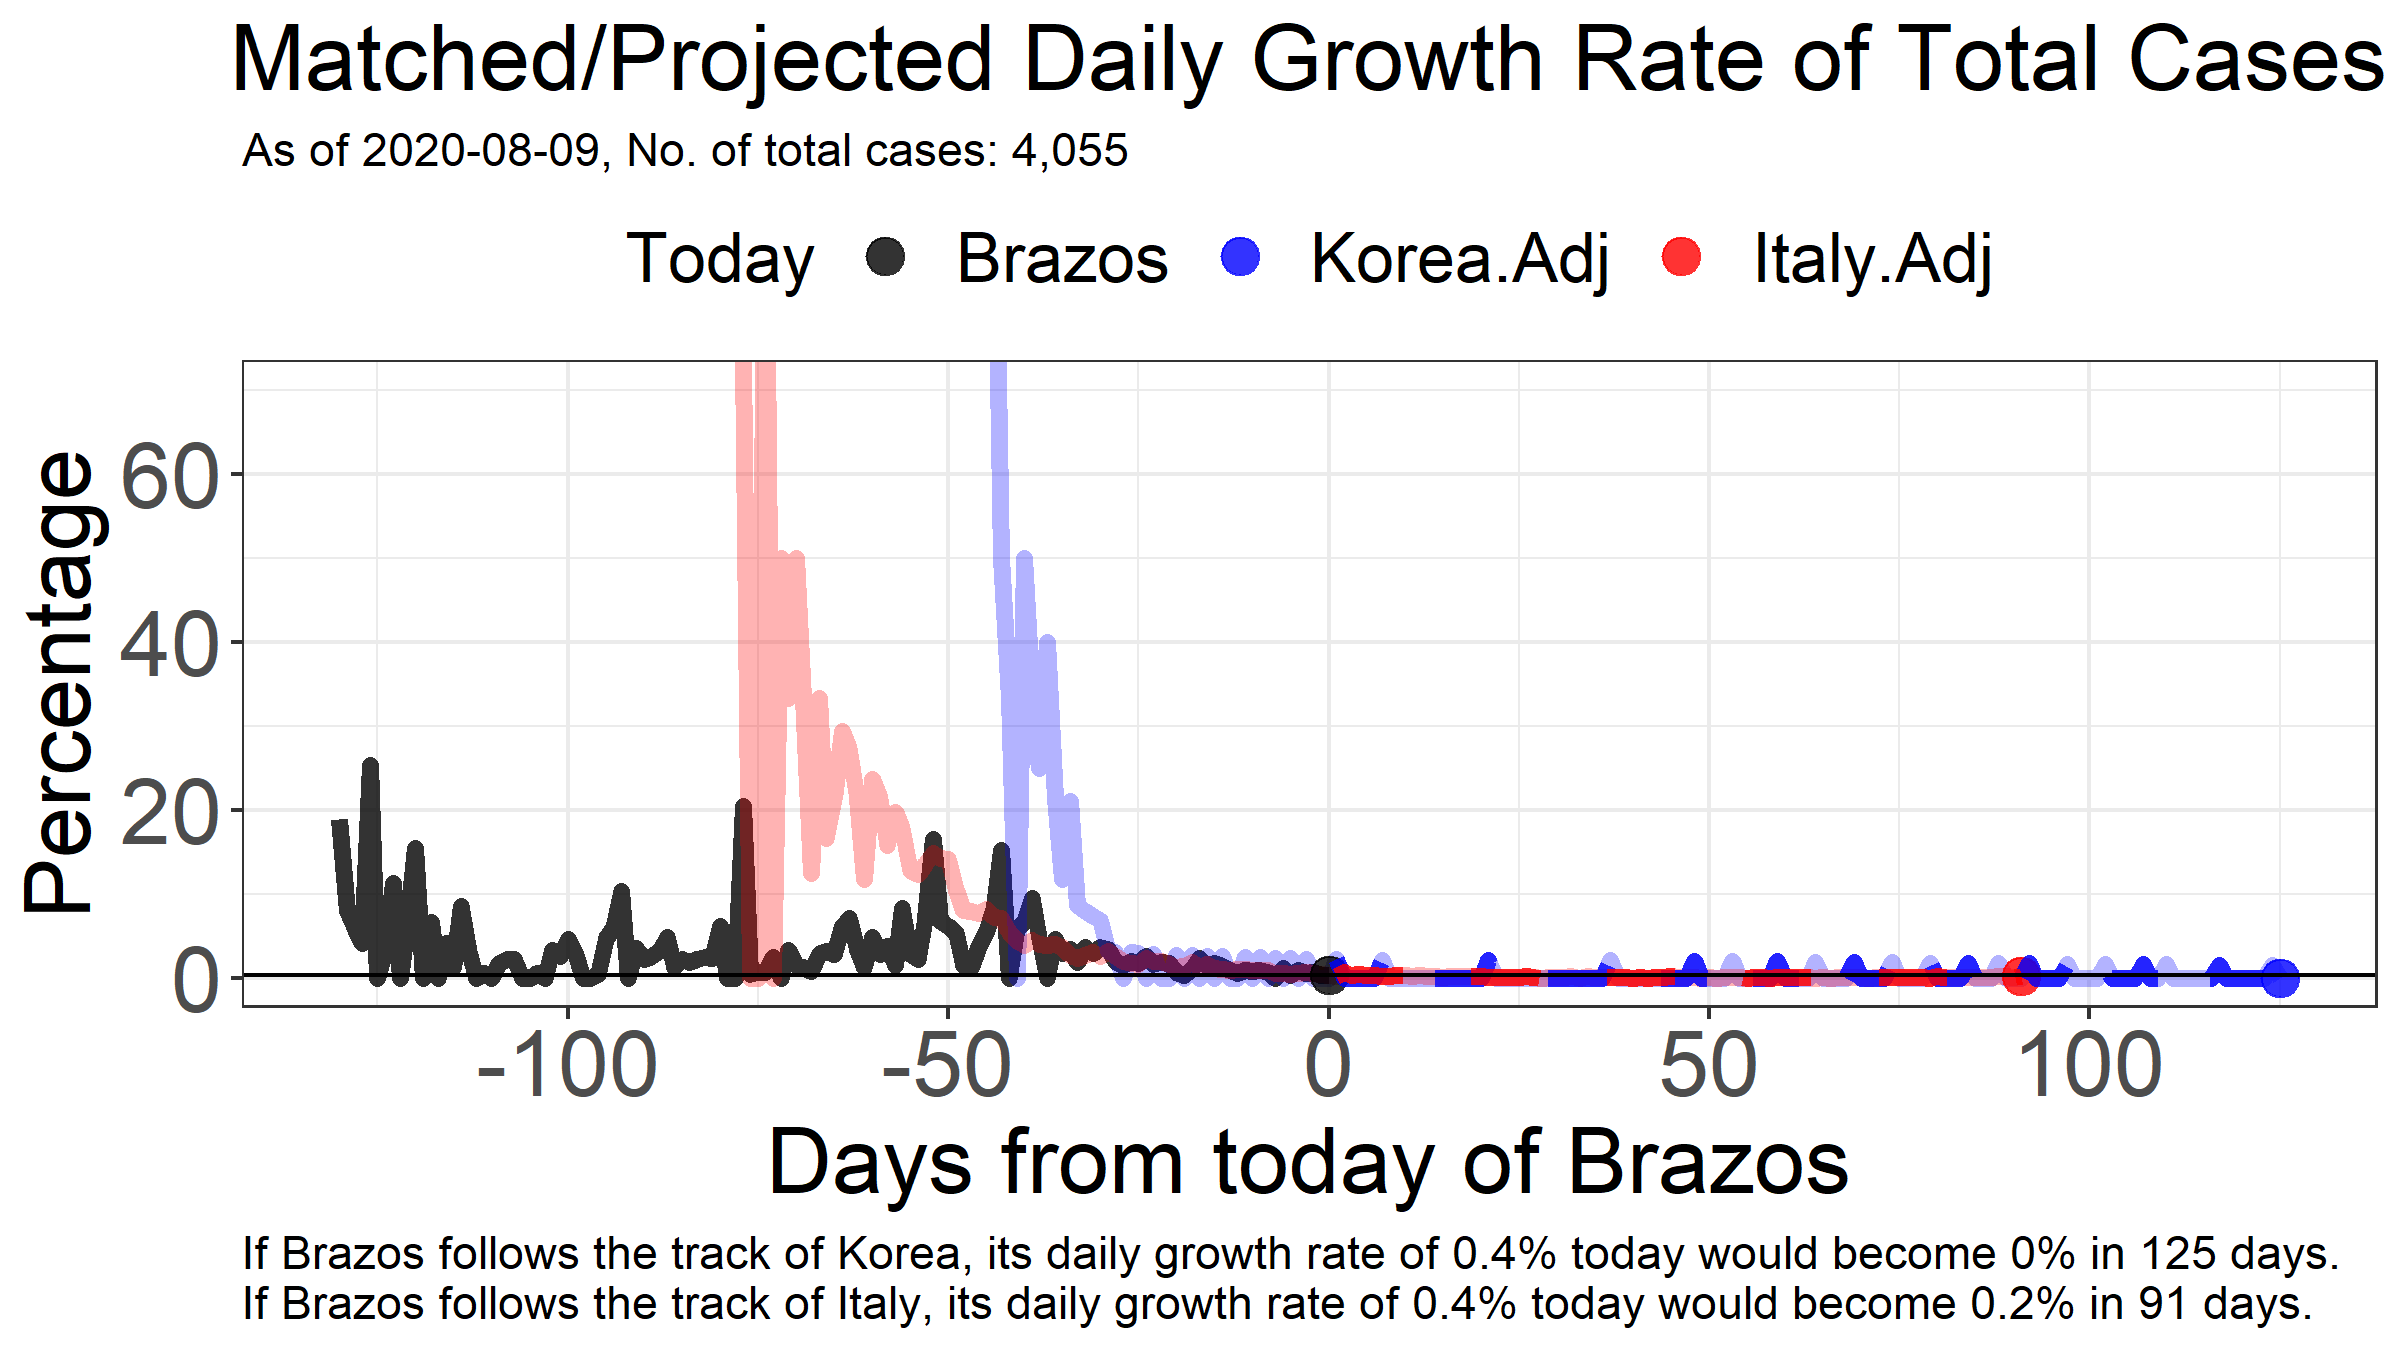 Matched/Projected Daily Growth Rate of Total Cases
As of 2020-08-09, No. of total cases: 4,055
Today Brazos Korea.Adj Italy.Adj
Percentage
60
40
20
0
-100 -50 0 50 100
Days from today of Brazos
If Brazos follows the track of Korea, its daily growth rate of 0.4% today would become 0% in 125 days.
If Brazos follows the track of Italy, its daily growth rate of 0.4% today would become 0.2% in 91 days.